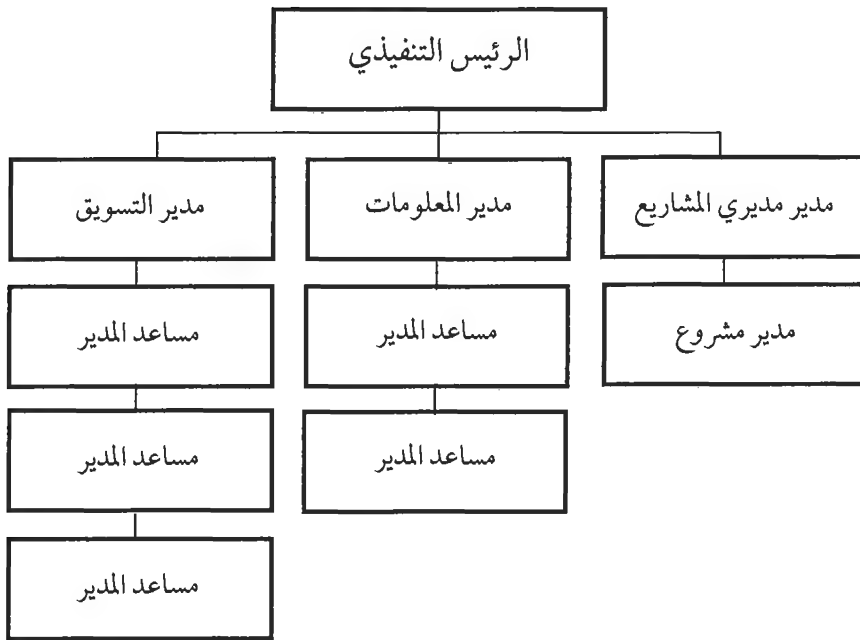 الرئيس التنفيذي
مدير مديري المشاريع
مدير المعلومات
مدير التسويق
مدير مشروع
مساعد المدير
مساعد المدير
مساعد المدير
مساعد المدير
مساعد المدير